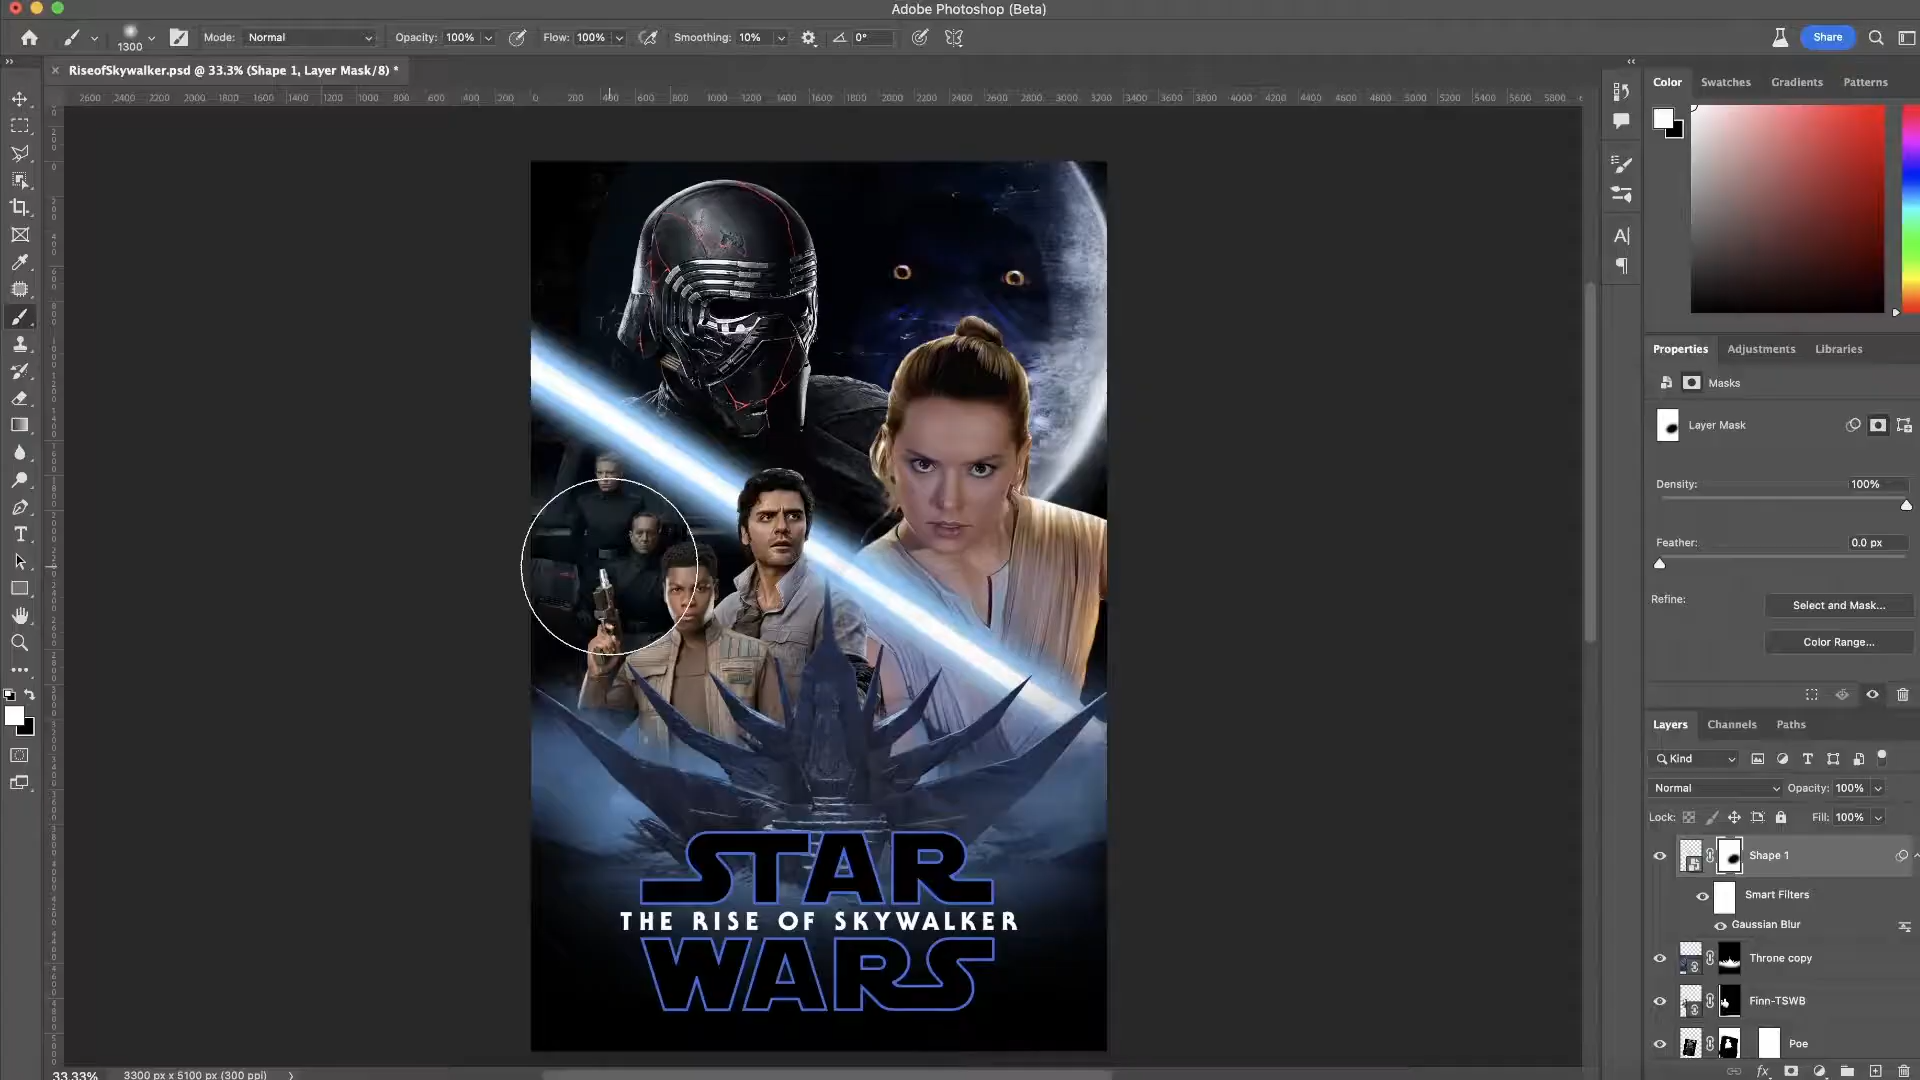 Adobe Photoshop (Beta)
1300
Mode: Normal
Opacity: 100%
Flow: 100%
Smoothing: 10%
0°
Share
RiseofSkywalker.psd @ 33.3% (Shape 1, Layer Mask/8) *
2600 2400 2200 2000 1800 1600 1400 1200 1000 800 600 400 200 0 200 400 600 800 1000 1200 1400 1600 1800 2000 2200 2400 2600 2800 3000 3200 3400 3600 3800 4000 4200 4400 4600 4800 5000 5200 5400 5600 5800
Color Swatches Gradients Patterns
STAR
THE RISE OF SKYWALKER
WARS
Properties Adjustments Libraries
Masks
Layer Mask
Density: 100%
Feather: 0.0 px
Refine:
Select and Mask...
Color Range...
Layers Channels Paths
Kind
Normal Opacity: 100%
Lock: Fill: 100%
Shape 1
Smart Filters
Gaussian Blur
Throne copy
Finn-TSWB
Poe
33.33% 3300 px x 5100 px (300 ppi)